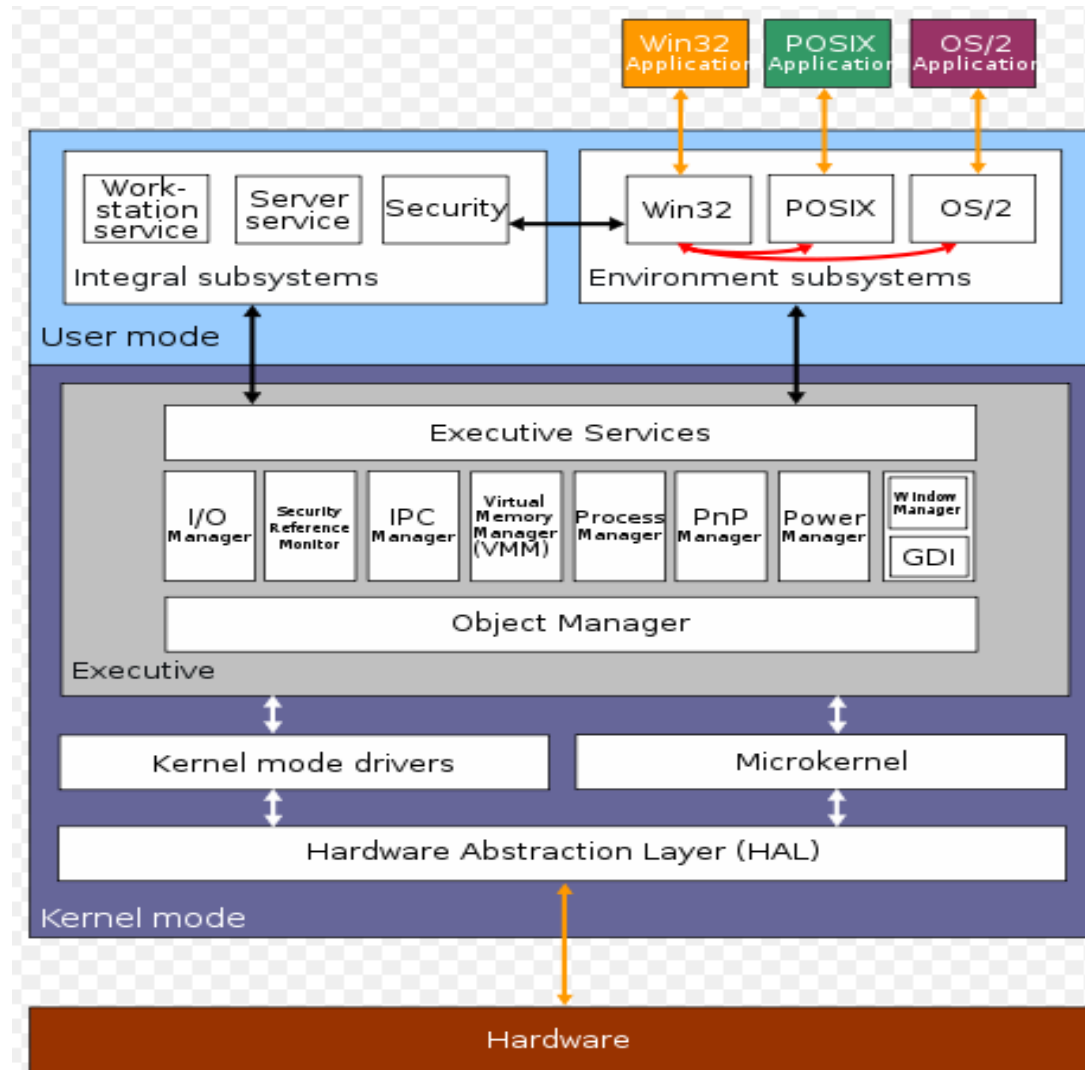 Win32
Application
POSIX
Application
OS/2
Application
Work-
station
service
Server
service
Security
Integral subsystems
Win32
POSIX
OS/2
Environment subsystems
User mode
Executive Services
I/O
Manager
Security
Reference
Monitor
IPC
Manager
Virtual
Memory
Manager
(VMM)
Process
Manager
PnP
Manager
Power
Manager
Window
Manager
GDI
Object Manager
Executive
Kernel mode drivers
Microkernel
Hardware Abstraction Layer (HAL)
Kernel mode
Hardware